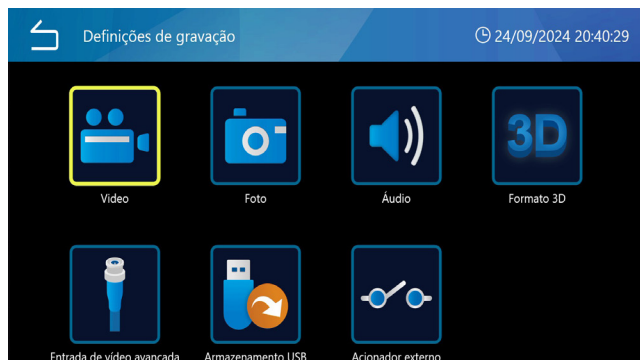 Definições de gravação
24/09/2024 20:40:29
3D
Video
Foto
Áudio
Formato 3D
Entrada de vídeo avançada
Armazenamento USB
Acionador externo